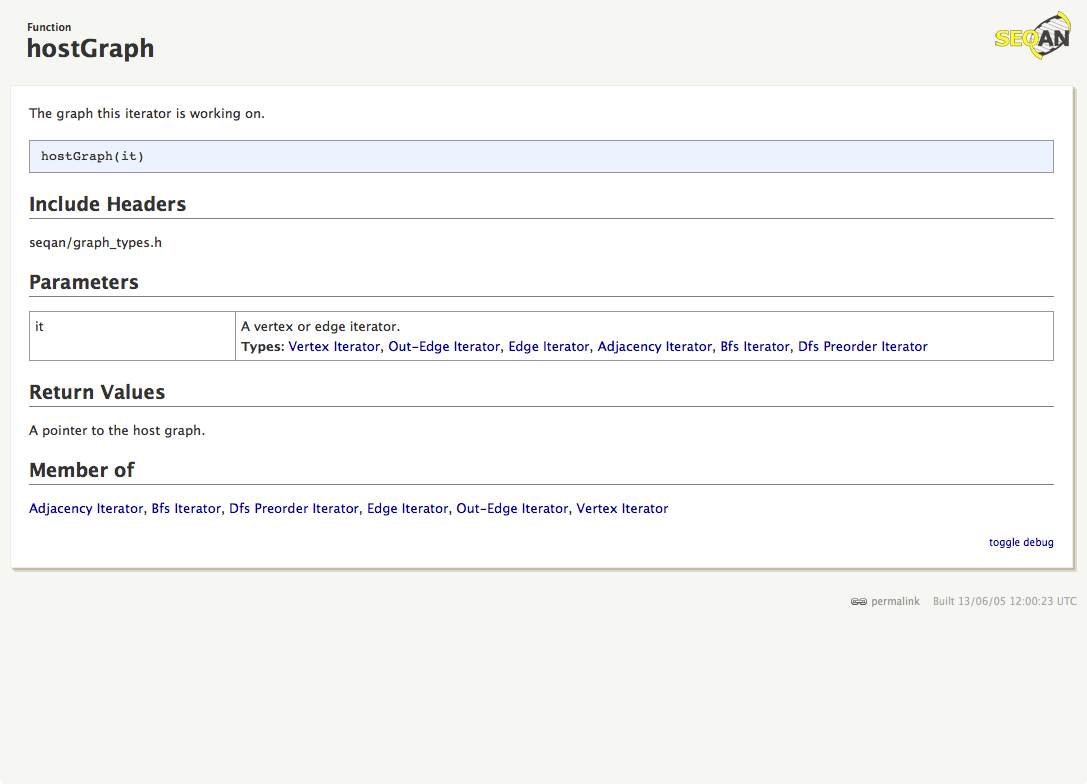 Function
hostGraph
SEQAN
The graph this iterator is working on.
hostGraph(it)
Include Headers
seqan/graph_types.h
Parameters
it
A vertex or edge iterator.
Types: Vertex Iterator, Out-Edge Iterator, Edge Iterator, Adjacency Iterator, Bfs Iterator, Dfs Preorder Iterator
Return Values
A pointer to the host graph.
Member of
Adjacency Iterator, Bfs Iterator, Dfs Preorder Iterator, Edge Iterator, Out-Edge Iterator, Vertex Iterator
toggle debug
permalink Built 13/06/05 12:00:23 UTC